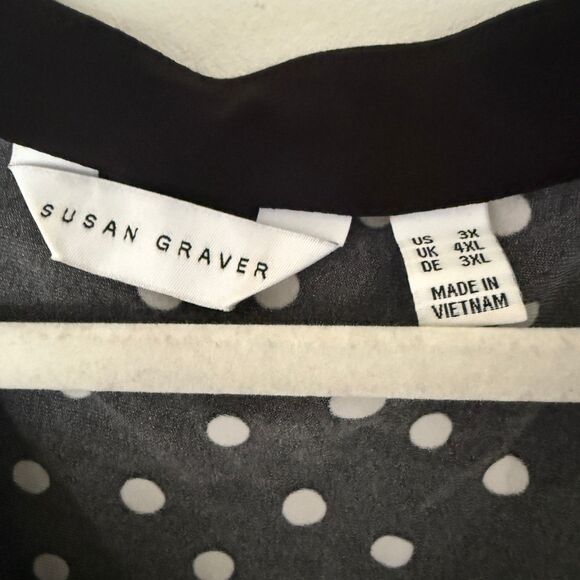 SUSAN GRAVER
US 3X
UK 4XL
DE 3XL
MADE IN
VIETNAM